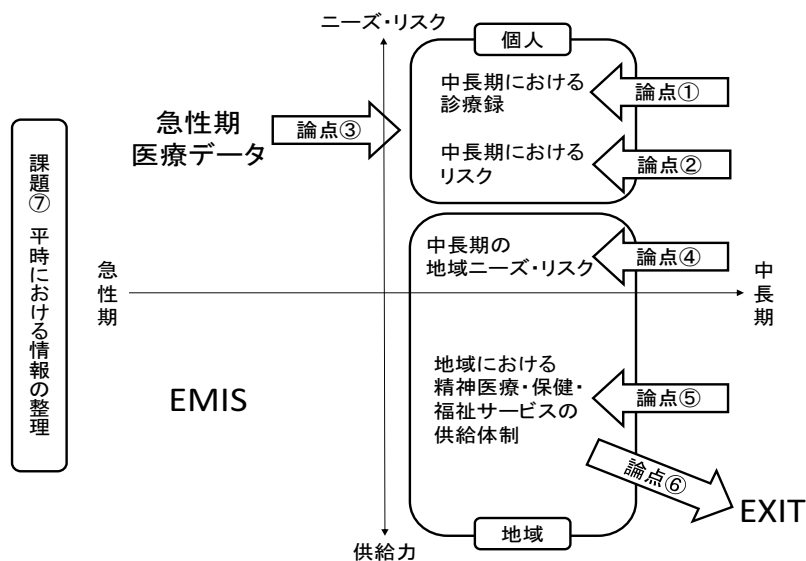 ニーズ・リスク
個人
中長期における
診療録
論点①
急性期
医療データ
論点③
中長期における
リスク
論点②
課題⑦ 平時における情報の整理
中長期の
地域ニーズ・リスク
論点④
急性期
中長期
EMIS
地域における
精神医療・保健・
福祉サービスの
供給体制
論点⑤
論点⑥
EXIT
地域
供給力